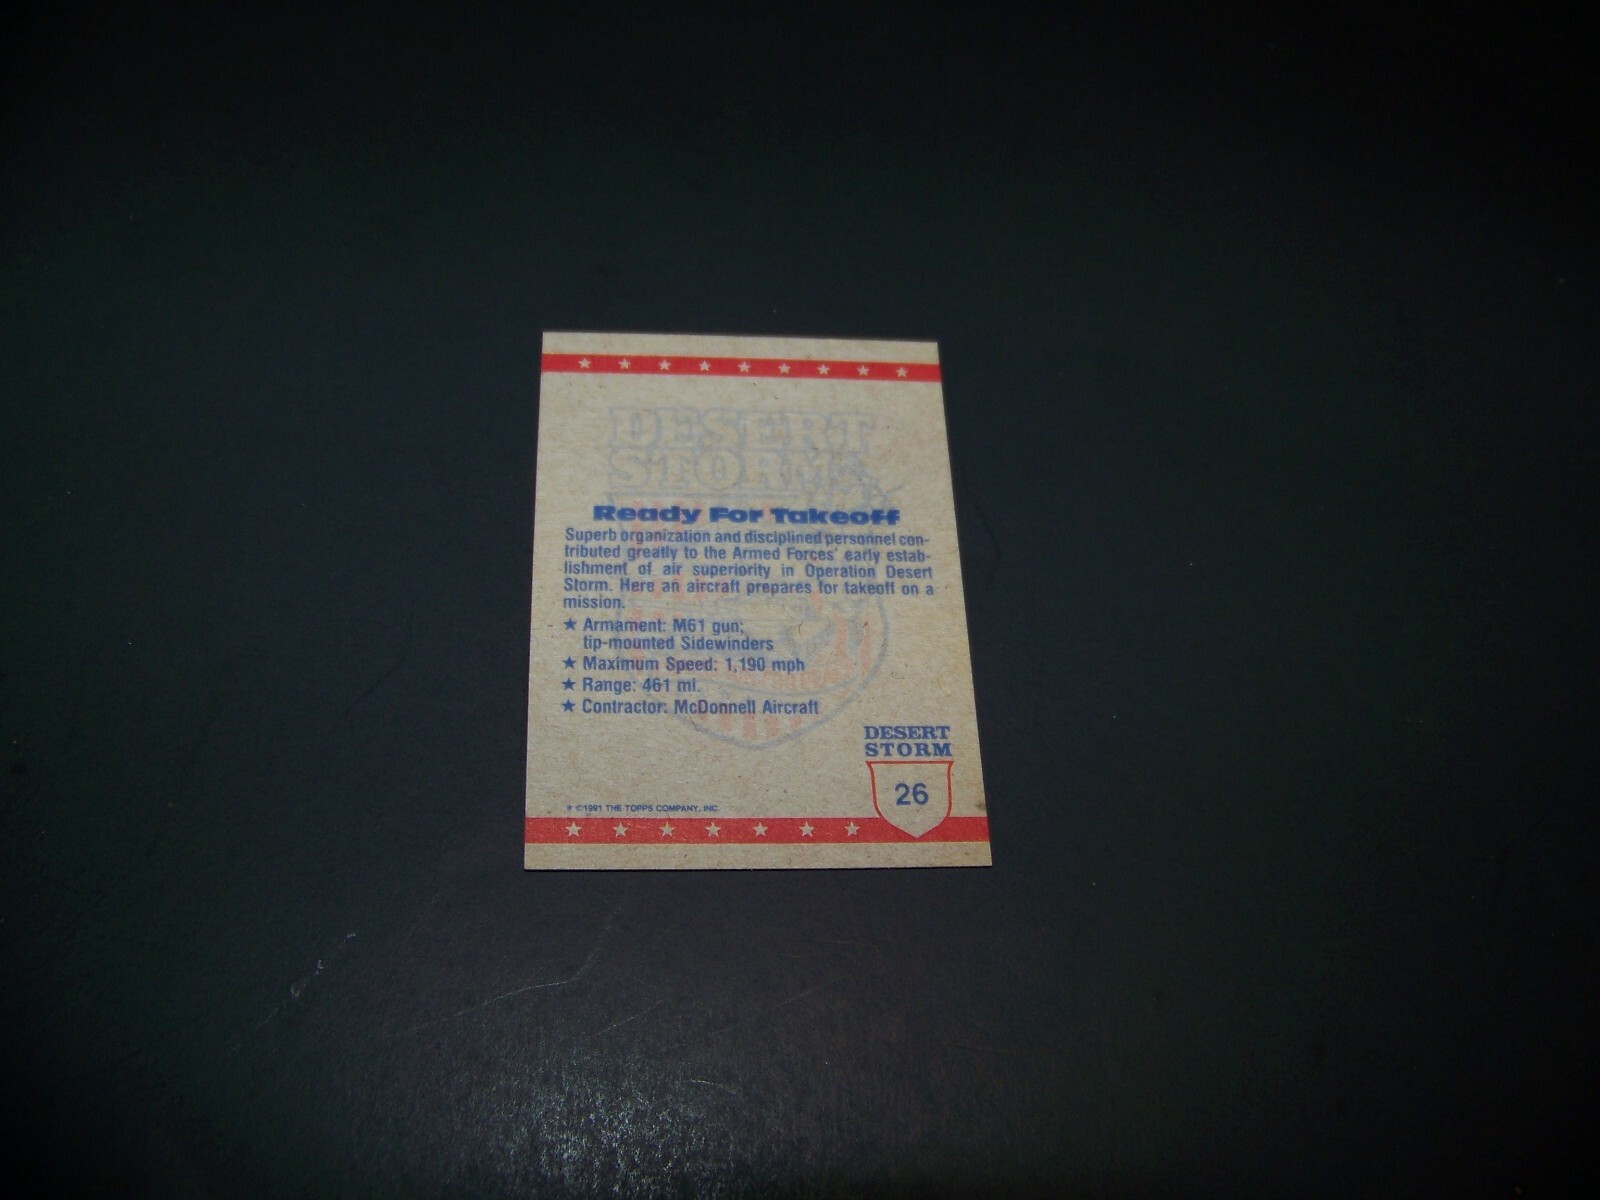 DESERT
STORM
Ready For Takeoff
Superb organization and disciplined personnel con-
tributed greatly to the Armed Forces' early estab-
lishment of air superiority in Operation Desert
Storm. Here an aircraft prepares for takeoff on a
mission.
★ Armament: M61 gun;
tip-mounted Sidewinders
★ Maximum Speed: 1,190 mph
★ Range: 461 mi.
★ Contractor: McDonnell Aircraft
DESERT
STORM
26
* ©1991 THE TOPPS COMPANY, INC.